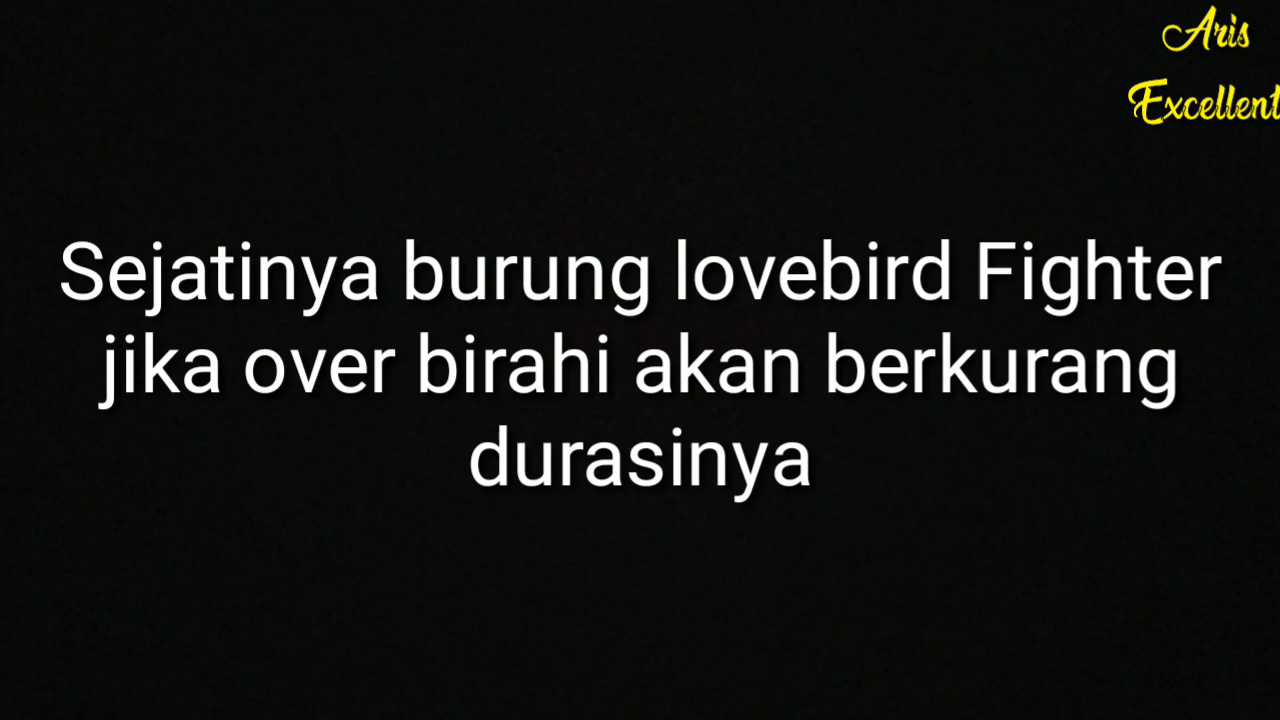 Aris
Excellent
Sejatinya burung lovebird Fighter
jika over birahi akan berkurang
durasinya